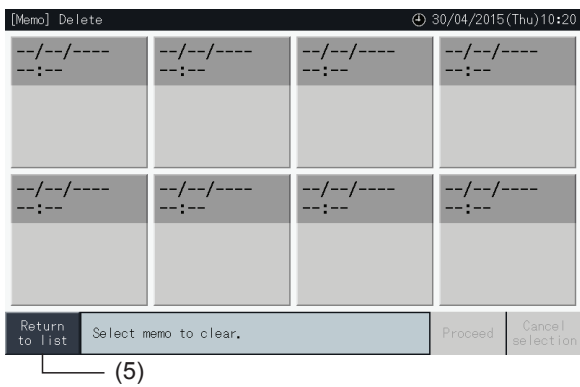 [Memo] Delete 30/04/2015(Thu)10:20
--/--/---- --/--/---- --/--/---- --/--/----
--:-- --:-- --:-- --:--
--/--/---- --/--/---- --/--/---- --/--/----
--:-- --:-- --:-- --:--
Return
to list
Select memo to clear.
Proceed
Cancel
selection
(5)